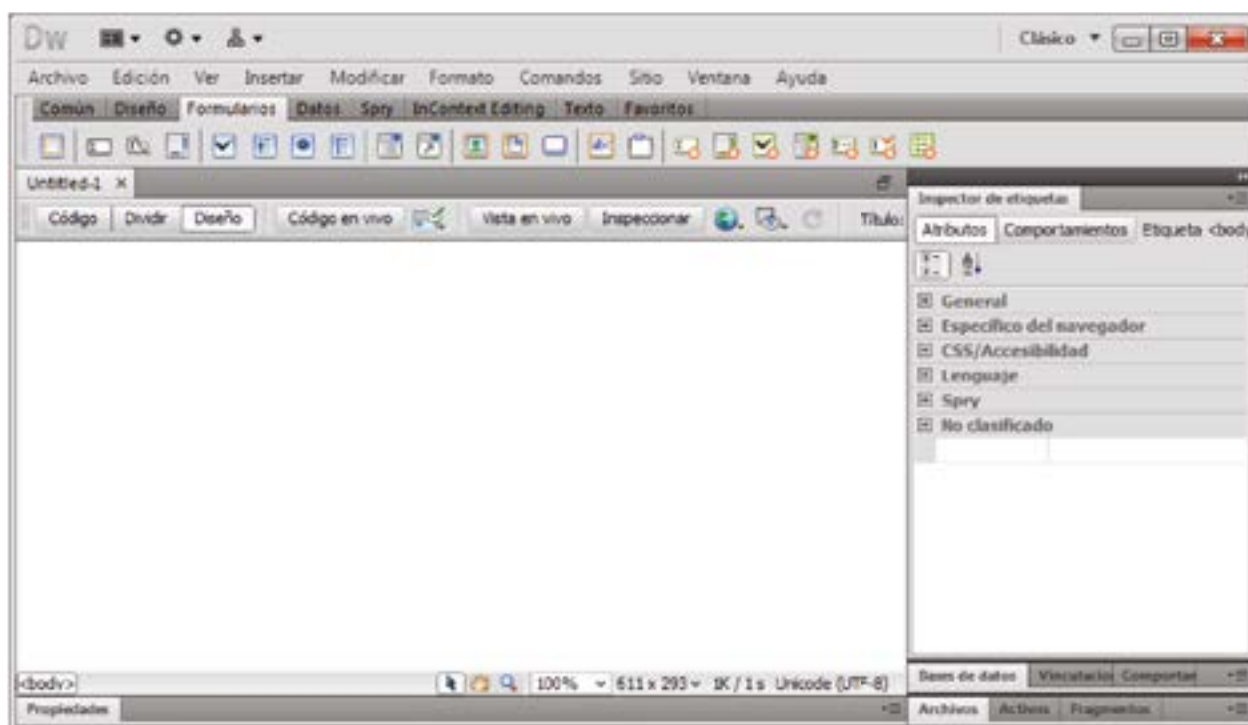 Dw Clásico
Archivo Edición Ver Insertar Modificar Formato Comandos Sitio Ventana Ayuda
Común Diseño Formularios Datos Spry InContext Editing Texto Favoritos
Untitled-1 ×
Código Dividir Diseño Código en vivo Vista en vivo Inspeccionar Título:
<body>
100% 611 x 293 1K / 1 s Unicode (UTF-8)
Propiedades
Inspector de etiquetas
Atributos Comportamientos Etiqueta <body
General
Específico del navegador
CSS/Accesibilidad
Lenguaje
Spry
No clasificado
Bases de datos Comportar
Archivos Activos Fragmentos